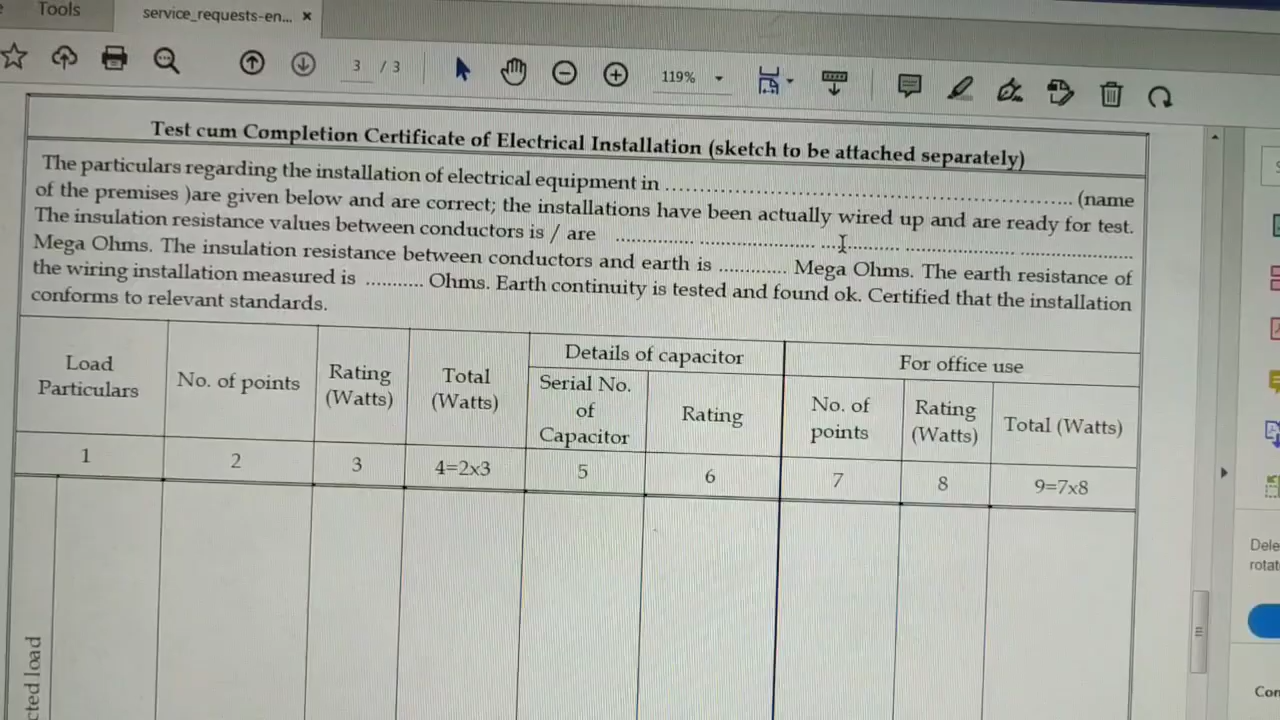 Tools
service_requests-en... ×
3 / 3
119%
Test cum Completion Certificate of Electrical Installation (sketch to be attached separately)
The particulars regarding the installation of electrical equipment in ........................................................................ (name
of the premises )are given below and are correct; the installations have been actually wired up and are ready for test.
The insulation resistance values between conductors is / are .............. .................... .............. .................... ....................
Mega Ohms. The insulation resistance between conductors and earth is ............ Mega Ohms. The earth resistance of
the wiring installation measured is .......... Ohms. Earth continuity is tested and found ok. Certified that the installation
conforms to relevant standards.
Load Particulars
No. of points
Rating (Watts)
Total (Watts)
Details of capacitor
Serial No. of Capacitor
Rating
For office use
No. of points
Rating (Watts)
Total (Watts)
1 2 3 4=2x3 5 6 7 8 9=7x8
cted load
Dele
rotat
Con